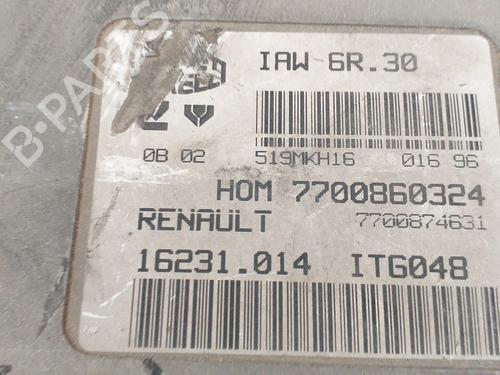 IAW 6R.30
0B 02 519MKH16 016 96
HOM 7700860324
RENAULT 7700874631
16231.014 ITG048
B-PARTS